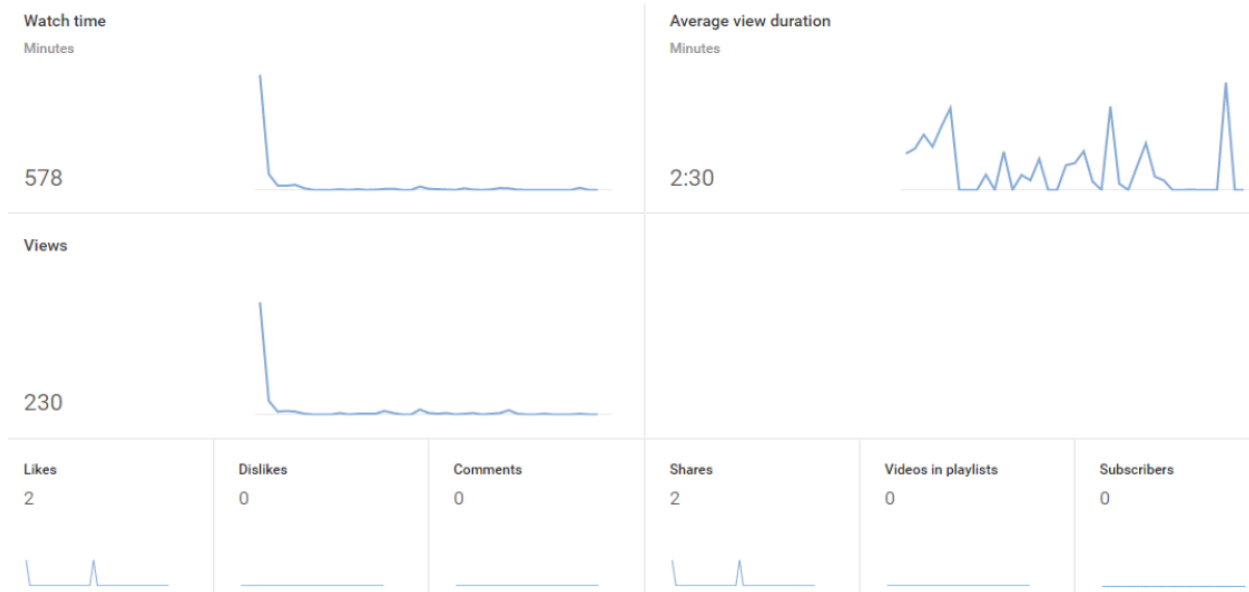 Watch time
Minutes
578
Average view duration
Minutes
2:30
Views
230
Likes
2
Dislikes
0
Comments
0
Shares
2
Videos in playlists
0
Subscribers
0